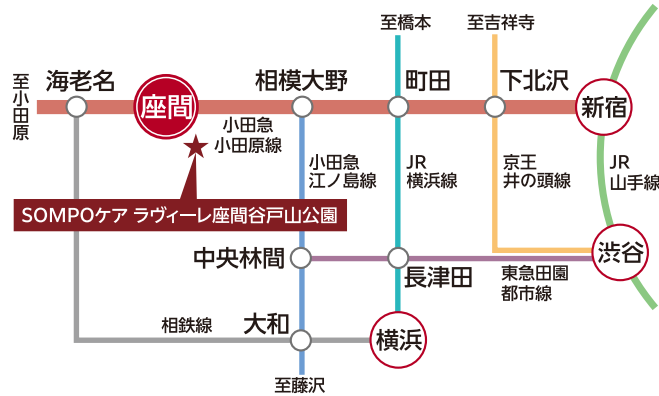 至橋本
至吉祥寺
至小田原
海老名
座間
相模大野
町田
下北沢
新宿
小田急
小田原線
小田急
江ノ島線
JR
横浜線
京王
井の頭線
JR
山手線
SOMPOケア ラヴィーレ座間谷戸山公園
中央林間
長津田
東急田園
都市線
渋谷
相鉄線
大和
横浜
至藤沢